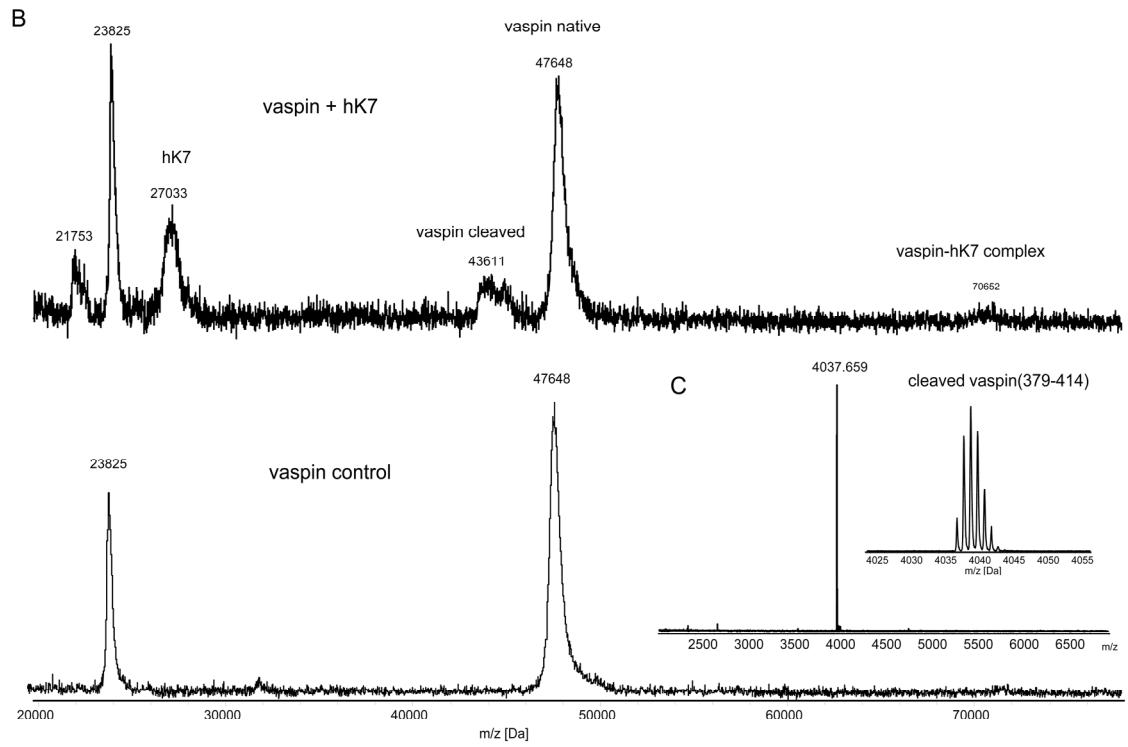 B
23825
vaspin native
47648
vaspin + hK7
hK7
27033
21753
vaspin cleaved
43611
vaspin-hK7 complex
70652
4037.659
C
cleaved vaspin(379-414)
47648
23825
vaspin control
4025 4030 4035 4040 4045 4050 4055
m/z [Da]
2500 3000 3500 4000 4500 5000 5500 6000 6500 m/z
20000 30000 40000 50000 60000 70000
m/z [Da]